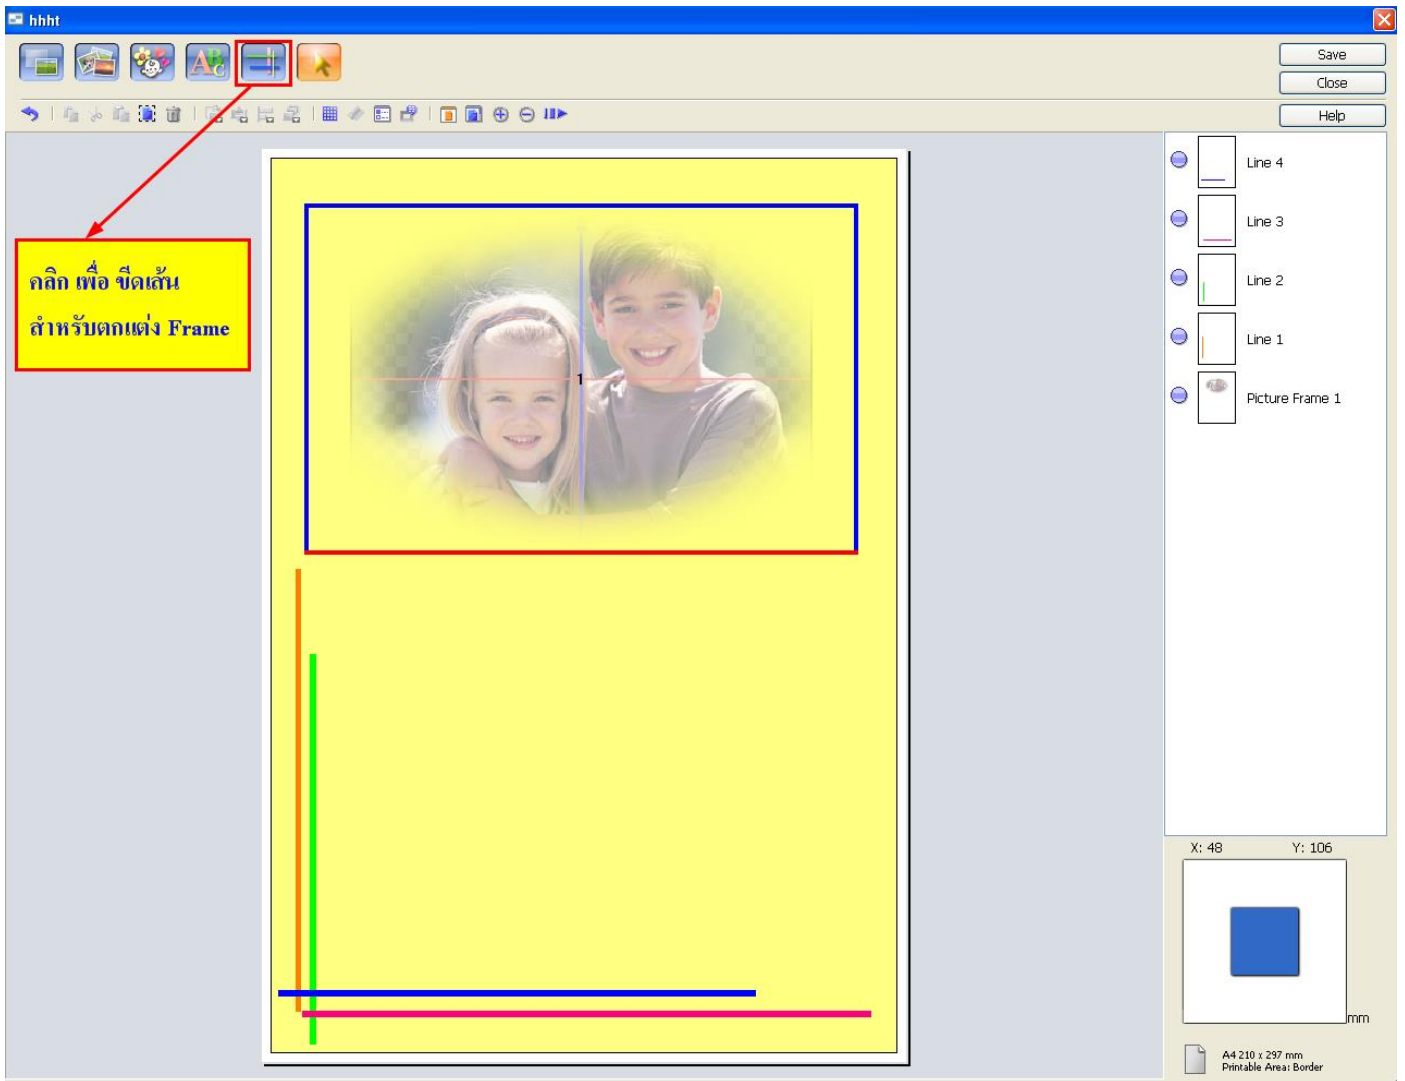 hhht
ABC
Save
Close
Help
คลิก เพื่อ ขีดเส้น
สำหรับตกแต่ง Frame
1
Line 4
Line 3
Line 2
Line 1
Picture Frame 1
X: 48 Y: 106
mm
A4 210 x 297 mm
Printable Area: Border